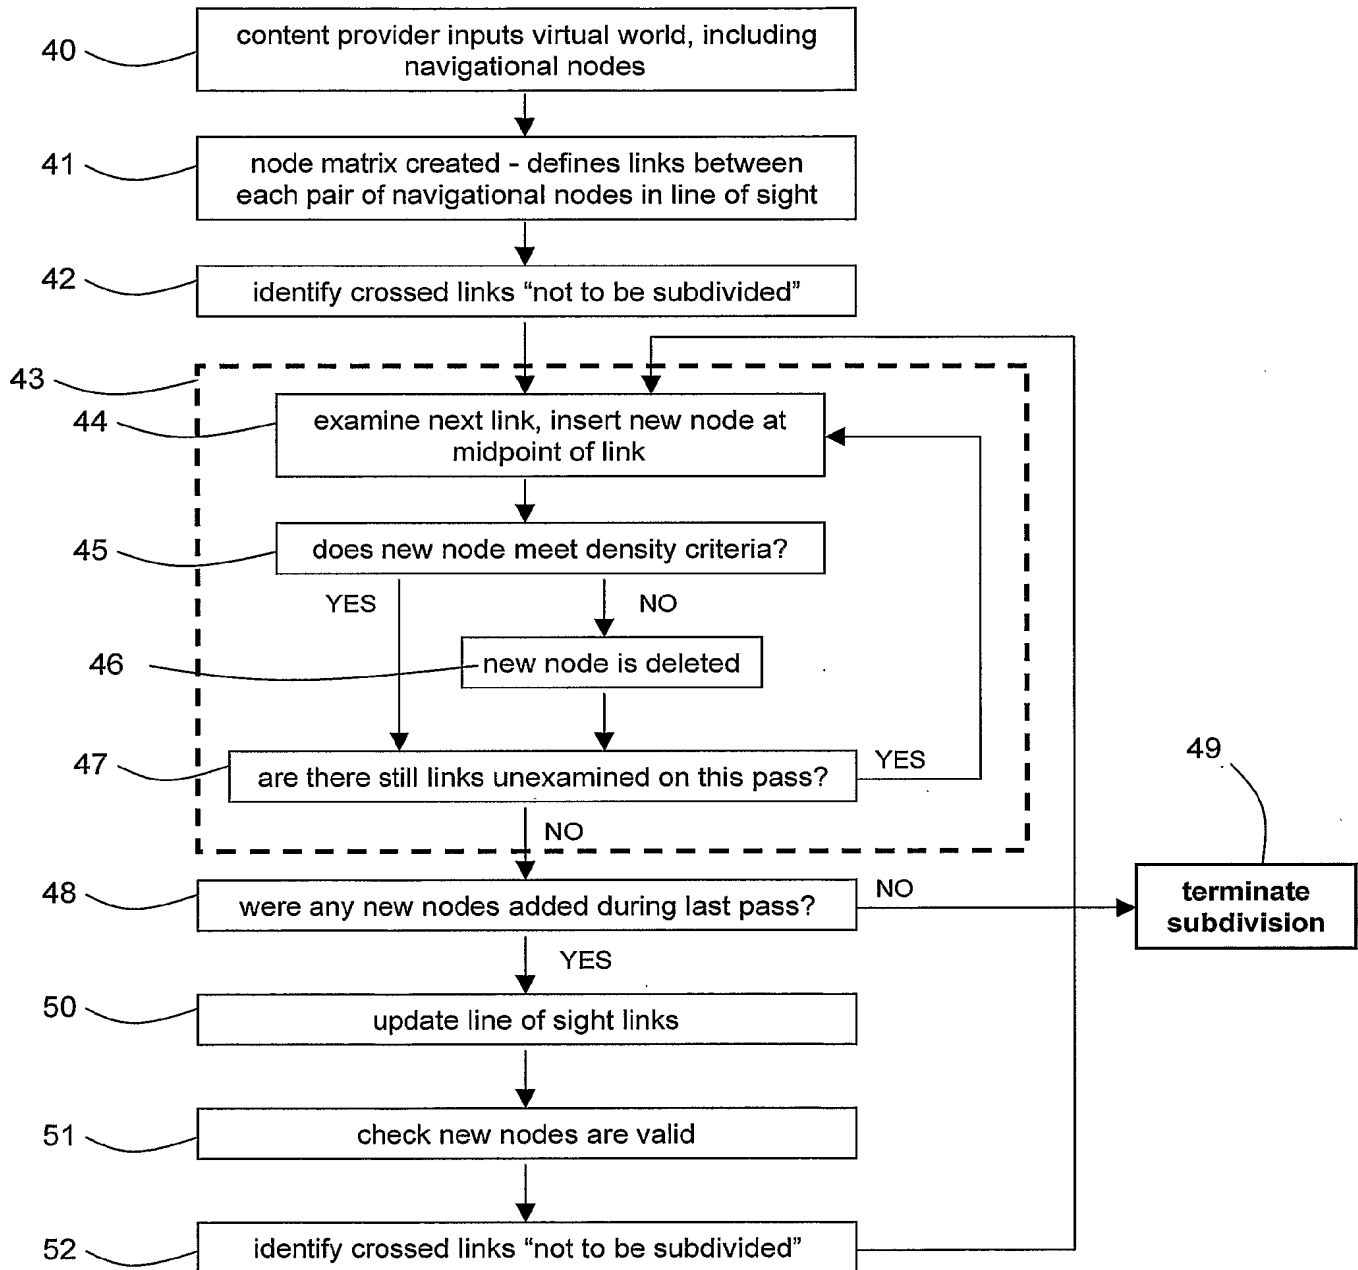 40
content provider inputs virtual world, including
navigational nodes
41
node matrix created - defines links between
each pair of navigational nodes in line of sight
42
identify crossed links “not to be subdivided”
43
44
examine next link, insert new node at
midpoint of link
45
does new node meet density criteria?
YES
NO
46
new node is deleted
47
are there still links unexamined on this pass?
YES
NO
48
were any new nodes added during last pass?
NO
49
terminate
subdivision
YES
50
update line of sight links
51
check new nodes are valid
52
identify crossed links “not to be subdivided”